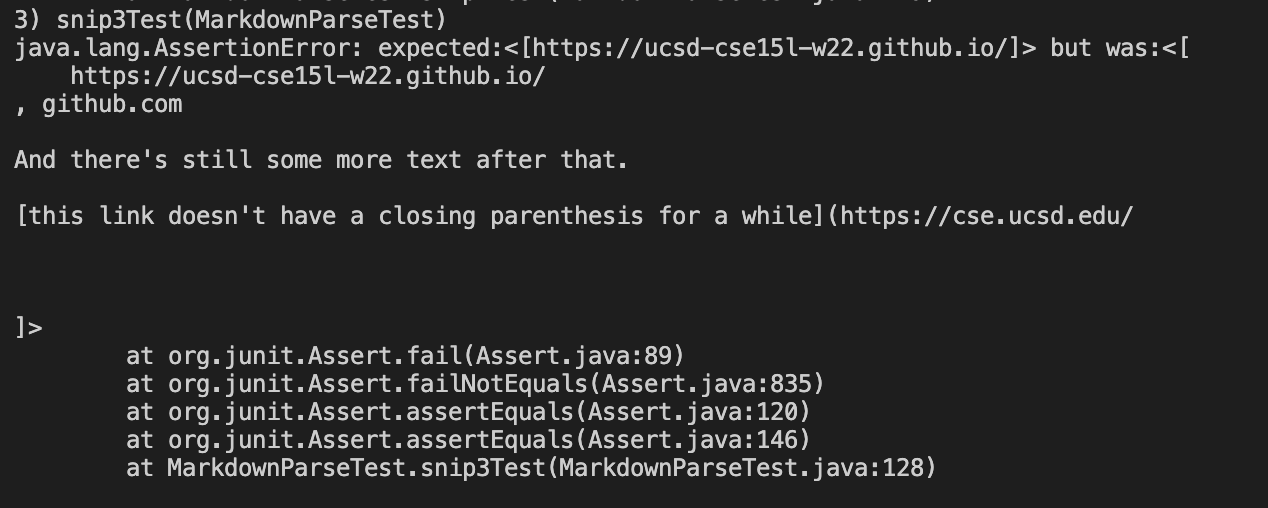 3) snip3Test(MarkdownParseTest)
java.lang.AssertionError: expected:<[https://ucsd-cse15l-w22.github.io/]> but was:<[
    https://ucsd-cse15l-w22.github.io/
, github.com
And there's still some more text after that.
[this link doesn't have a closing parenthesis for a while](https://cse.ucsd.edu/
]>
        at org.junit.Assert.fail(Assert.java:89)
        at org.junit.Assert.failNotEquals(Assert.java:835)
        at org.junit.Assert.assertEquals(Assert.java:120)
        at org.junit.Assert.assertEquals(Assert.java:146)
        at MarkdownParseTest.snip3Test(MarkdownParseTest.java:128)